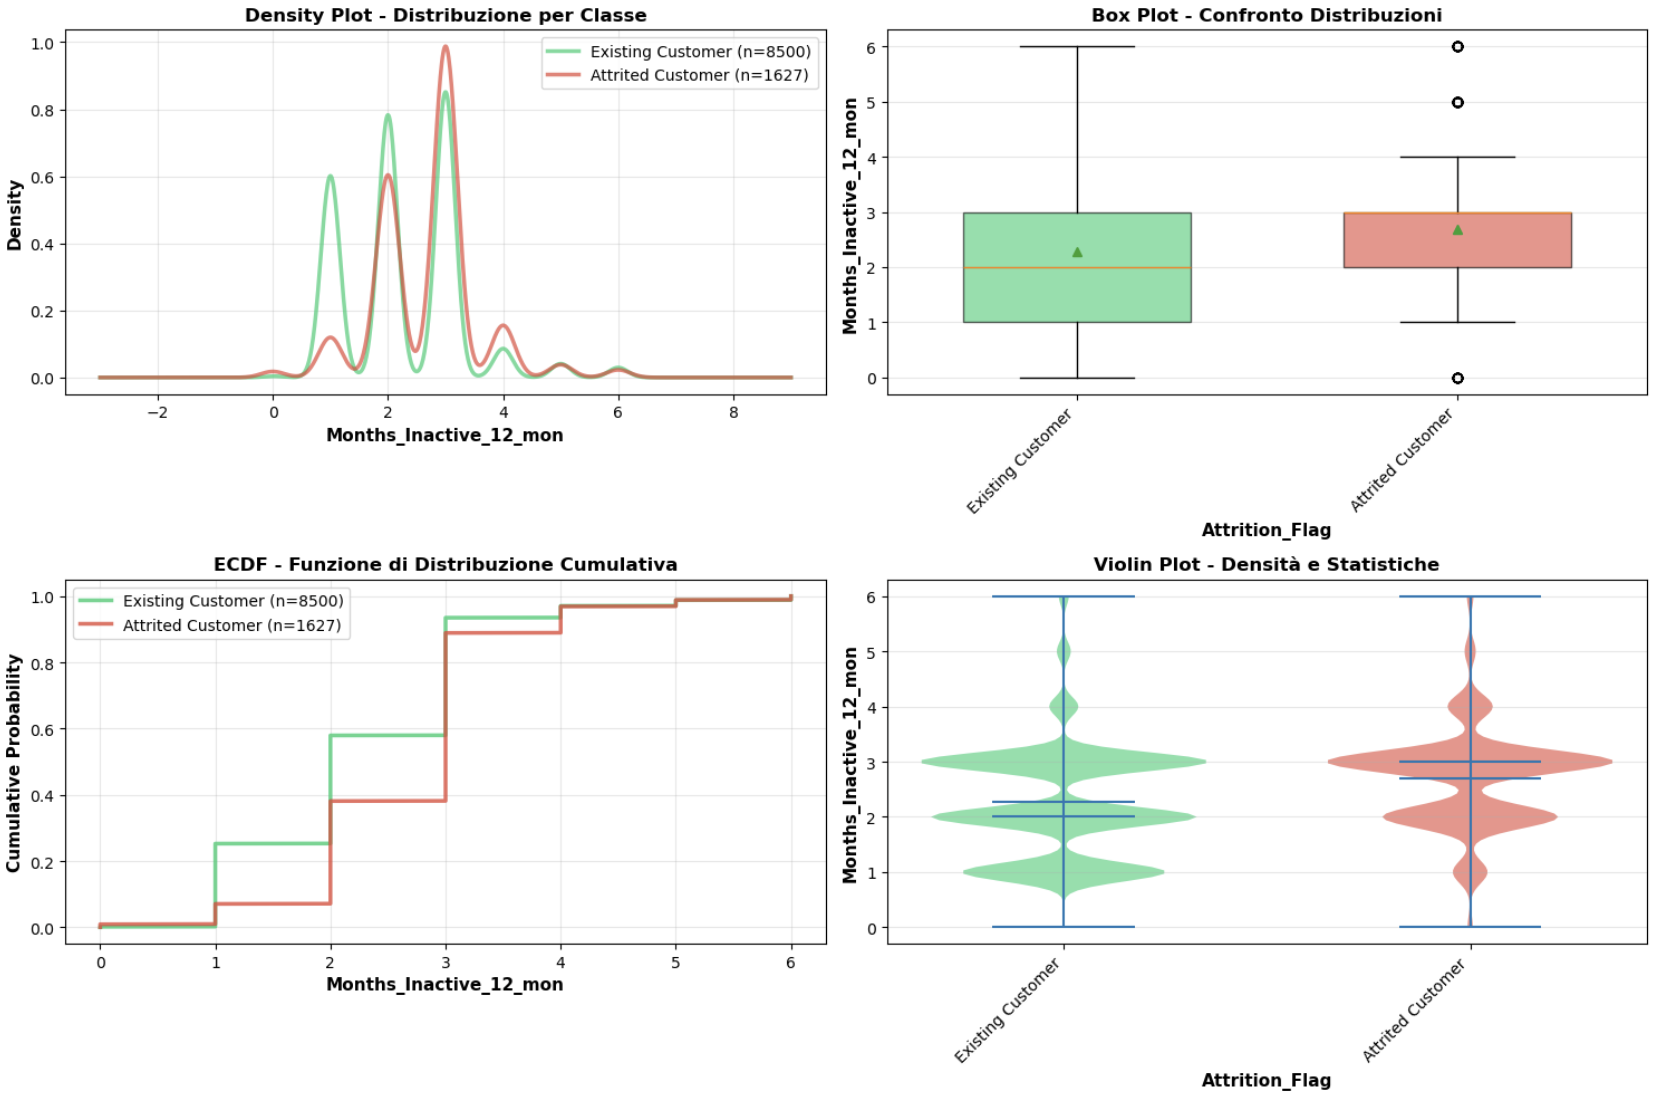 Density Plot - Distribuzione per Classe
Density
1.0
0.8
0.6
0.4
0.2
0.0
Existing Customer (n=8500)
Attrited Customer (n=1627)
−2 0 2 4 6 8
Months_Inactive_12_mon
Box Plot - Confronto Distribuzioni
Months_Inactive_12_mon
6
5
4
3
2
1
0
Existing Customer
Attrited Customer
Attrition_Flag
ECDF - Funzione di Distribuzione Cumulativa
Cumulative Probability
1.0
0.8
0.6
0.4
0.2
0.0
Existing Customer (n=8500)
Attrited Customer (n=1627)
0 1 2 3 4 5 6
Months_Inactive_12_mon
Violin Plot - Densità e Statistiche
Months_Inactive_12_mon
6
5
4
3
2
1
0
Existing Customer
Attrited Customer
Attrition_Flag